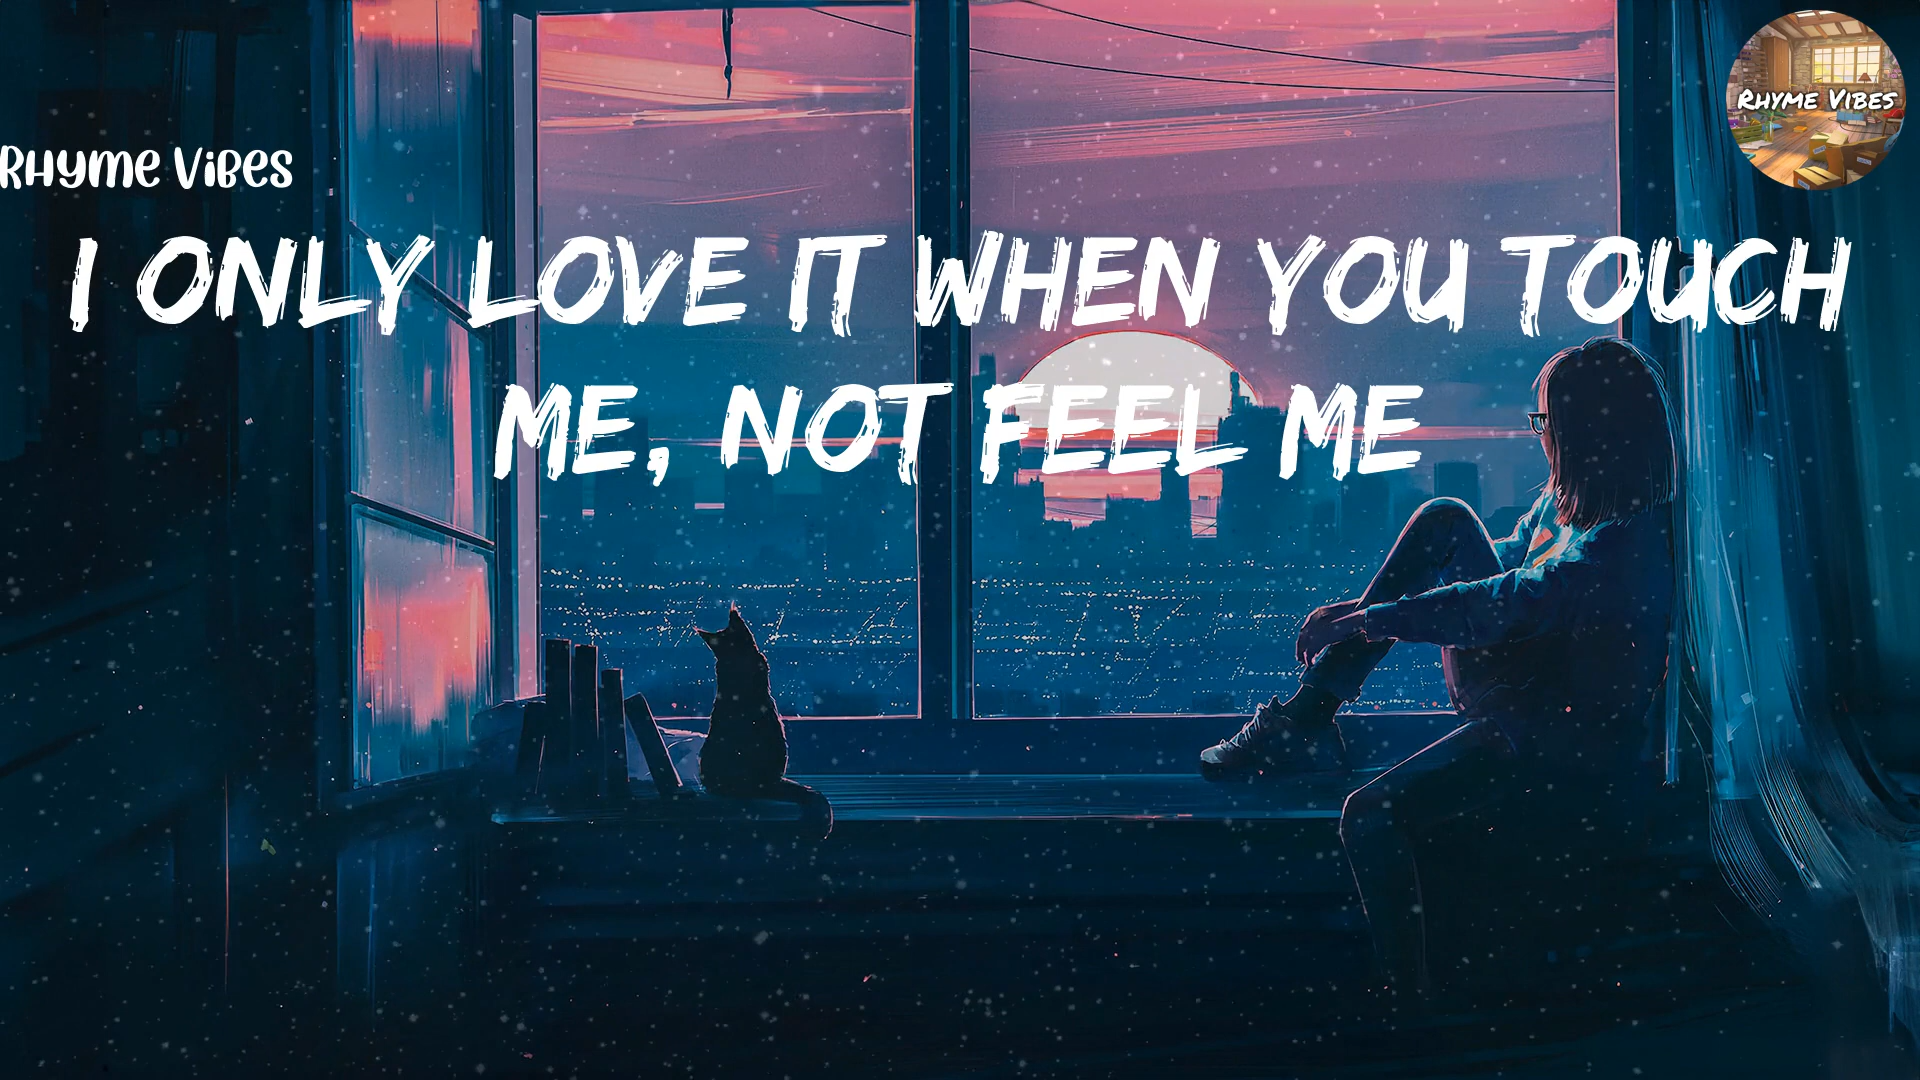 RHYME VIBES
RHYME VIBES
I ONLY LOVE IT WHEN YOU TOUCH
ME, NOT FEEL ME